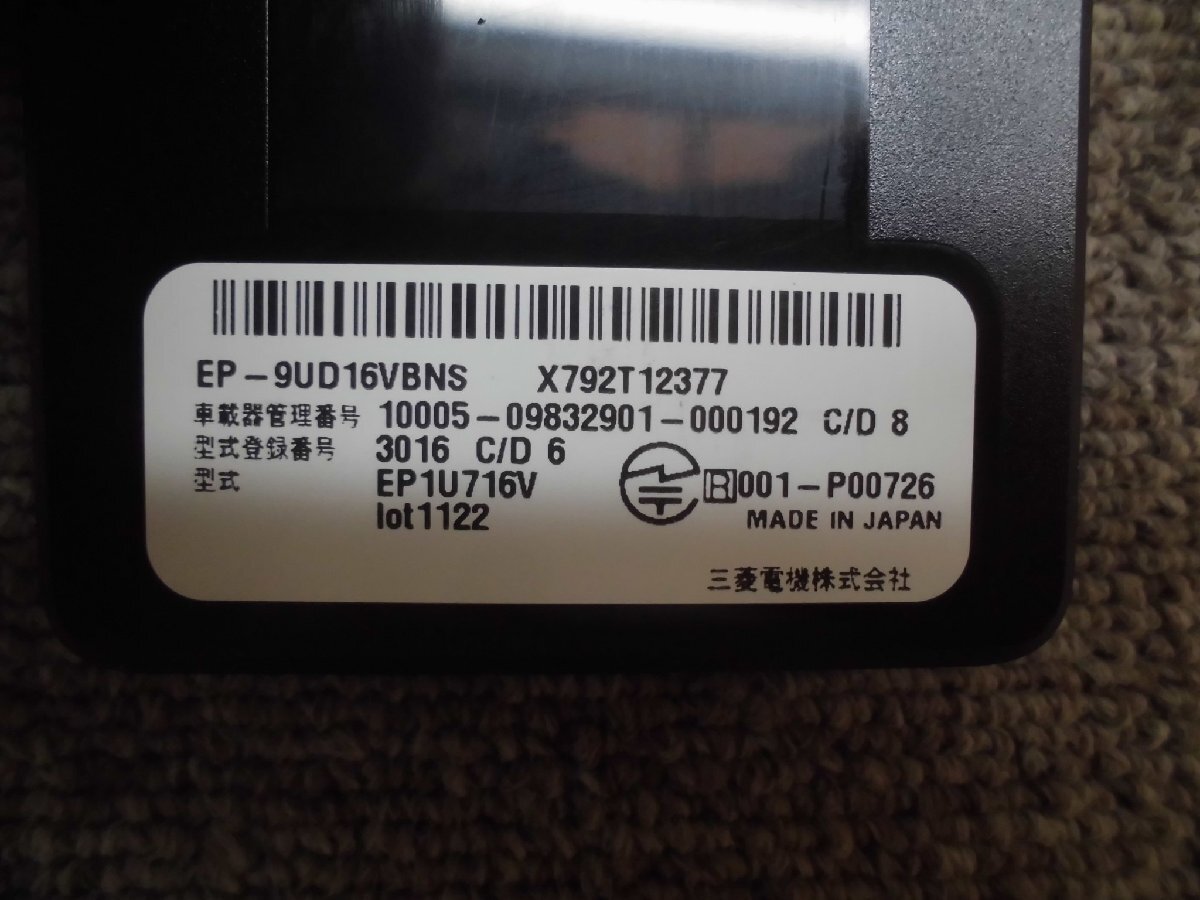 EP-9UD16VBNS X792T12377
車載器管理番号 10005-09832901-000192 C/D 8
型式登録番号 3016 C/D 6
型式 EP1U716V
R 001-P00726
lot1122
MADE IN JAPAN
三菱電機株式会社